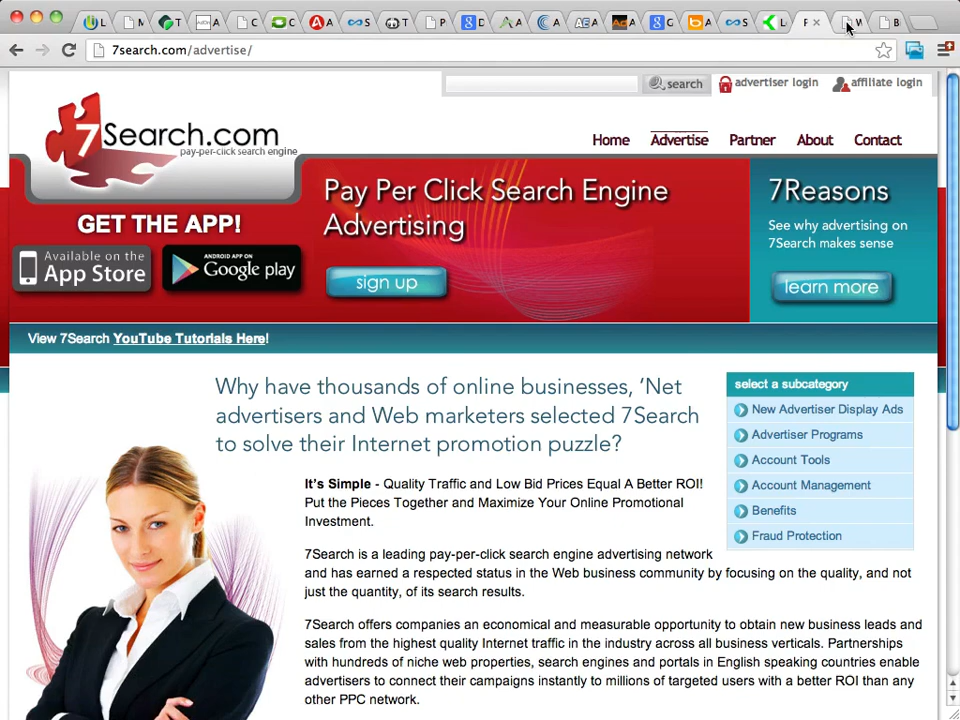 L M T A C C A S T P D A C AE A G A S L F W B
7search.com/advertise/
search advertiser login affiliate login
7Search.com
pay-per-click search engine
Home Advertise Partner About Contact
GET THE APP!
Available on the
App Store
ANDROID APP ON
Google play
Pay Per Click Search Engine
Advertising
sign up
7Reasons
See why advertising on
7Search makes sense
learn more
View 7Search YouTube Tutorials Here!
Why have thousands of online businesses, ‘Net
advertisers and Web marketers selected 7Search
to solve their Internet promotion puzzle?
select a subcategory
New Advertiser Display Ads
Advertiser Programs
Account Tools
Account Management
Benefits
Fraud Protection
It’s Simple - Quality Traffic and Low Bid Prices Equal A Better ROI!
Put the Pieces Together and Maximize Your Online Promotional
Investment.
7Search is a leading pay-per-click search engine advertising network
and has earned a respected status in the Web business community by focusing on the quality, and not
just the quantity, of its search results.
7Search offers companies an economical and measurable opportunity to obtain new business leads and
sales from the highest quality Internet traffic in the industry across all business verticals. Partnerships
with hundreds of niche web properties, search engines and portals in English speaking countries enable
advertisers to connect their campaigns instantly to millions of targeted users with a better ROI than any
other PPC network.